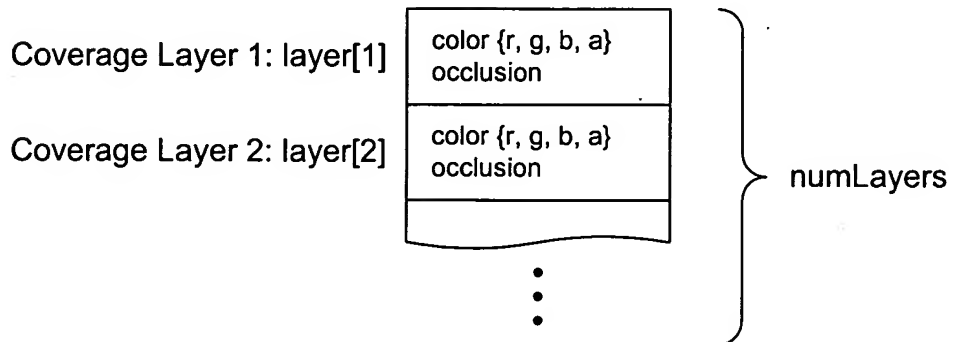 Coverage Layer 1: layer[1]
color {r, g, b, a}
occlusion
Coverage Layer 2: layer[2]
color {r, g, b, a}
occlusion
numLayers